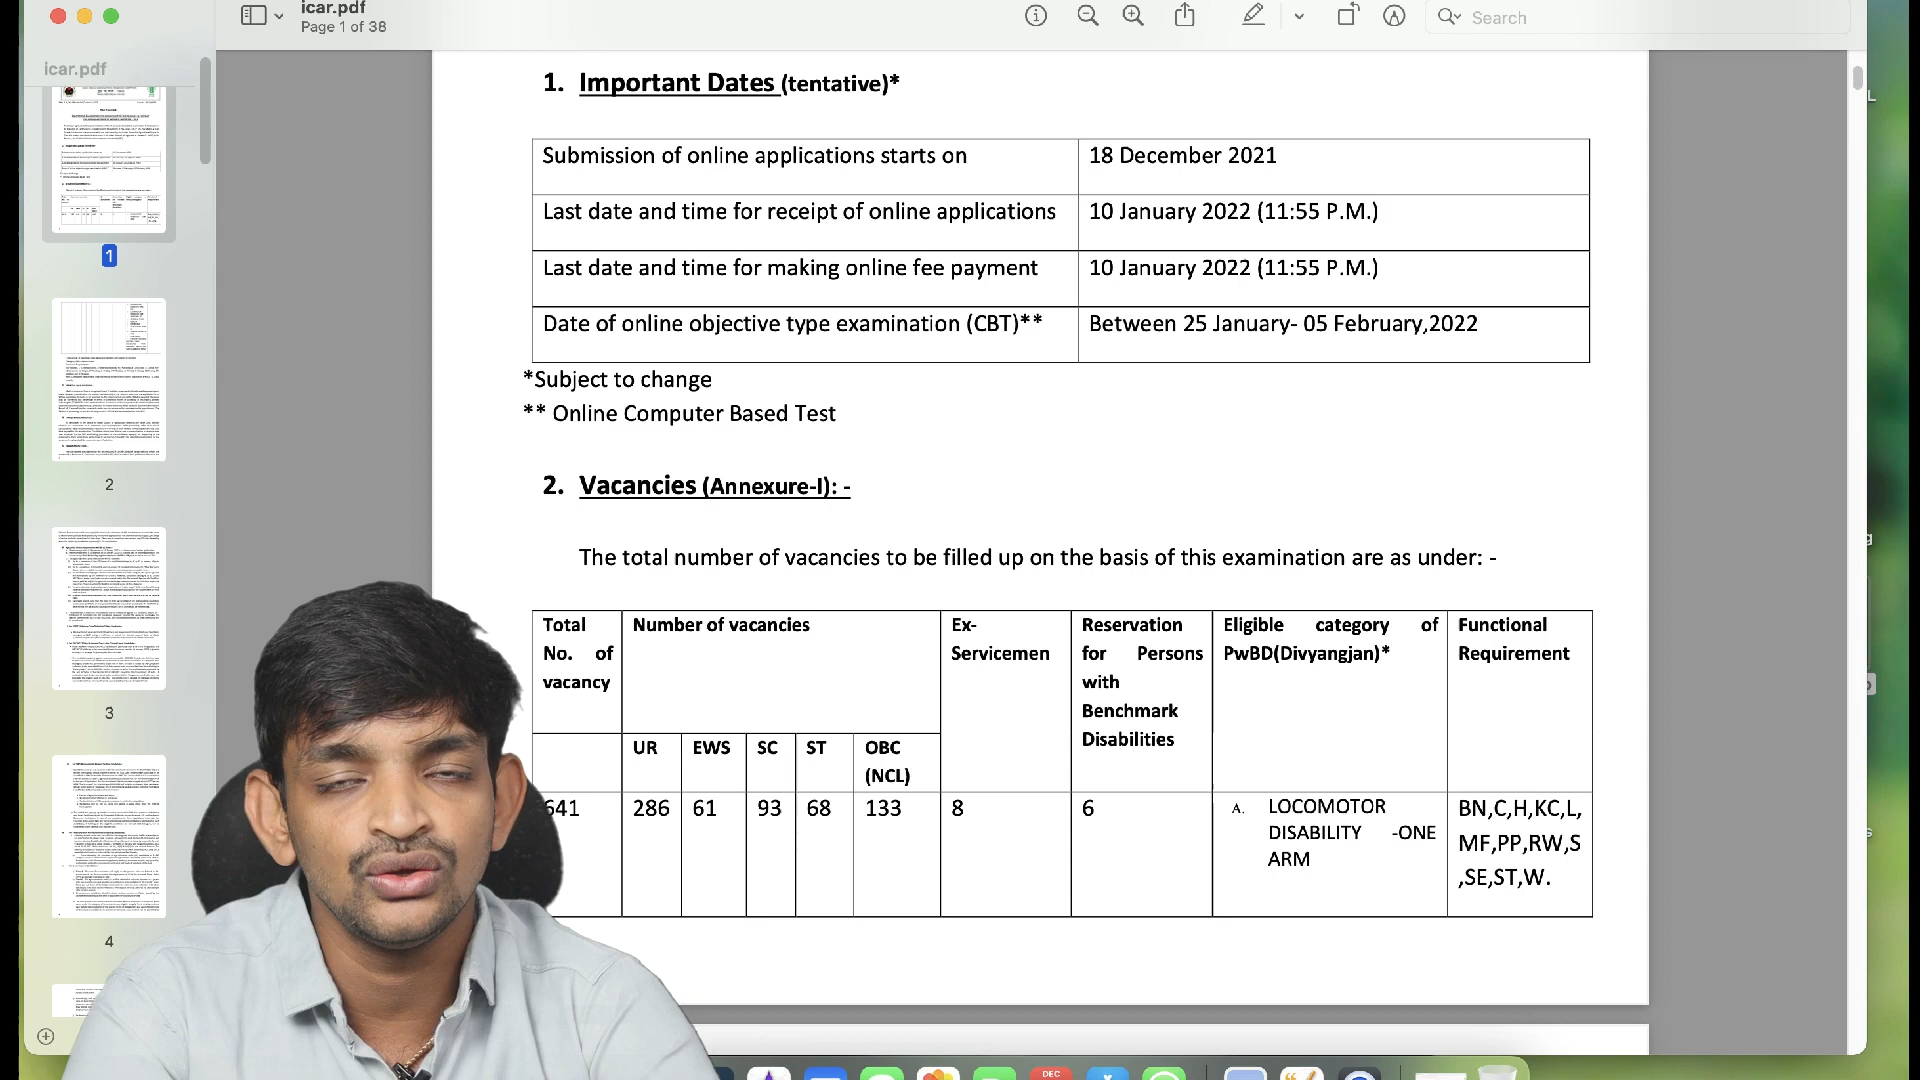 icar.pdf
Page 1 of 38
Search
icar.pdf
1
2
3
4
1. Important Dates (tentative)*
Submission of online applications starts on 18 December 2021
Last date and time for receipt of online applications 10 January 2022 (11:55 P.M.)
Last date and time for making online fee payment 10 January 2022 (11:55 P.M.)
Date of online objective type examination (CBT)** Between 25 January- 05 February,2022
*Subject to change
** Online Computer Based Test
2. Vacancies (Annexure-I): -
The total number of vacancies to be filled up on the basis of this examination are as under: -
Total No. of vacancy
Number of vacancies
Ex-Servicemen
Reservation for Persons with Benchmark Disabilities
Eligible category of PwBD(Divyangjan)*
Functional Requirement
UR EWS SC ST OBC (NCL)
641 286 61 93 68 133 8 6
A. LOCOMOTOR
DISABILITY -ONE
ARM
BN,C,H,KC,L,
MF,PP,RW,S
,SE,ST,W.
DEC